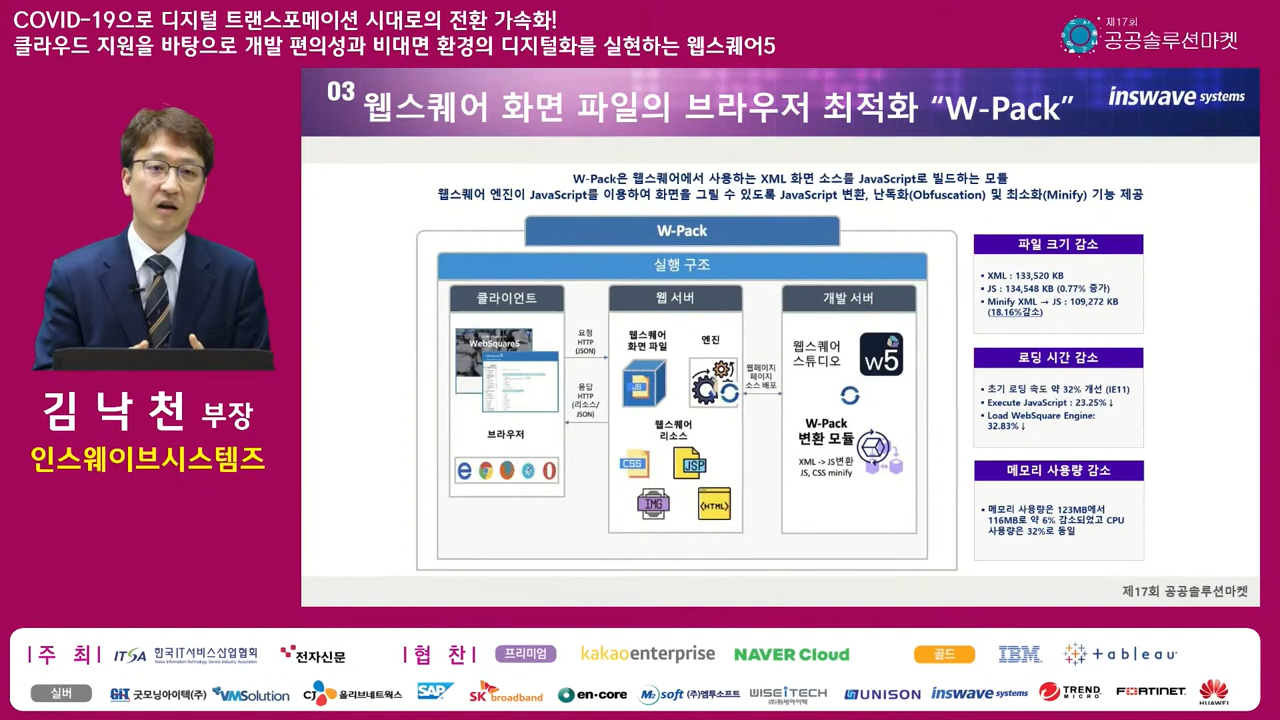 COVID-19으로 디지털 트랜스포메이션 시대로의 전환 가속화!
클라우드 지원을 바탕으로 개발 편의성과 비대면 환경의 디지털화를 실현하는 웹스퀘어5
제17회
공공솔루션마켓
03 웹스퀘어 화면 파일의 브라우저 최적화 “W-Pack”
inswave systems
W-Pack은 웹스퀘어에서 사용하는 XML 화면 소스를 JavaScript로 빌드하는 모듈
웹스퀘어 엔진이 JavaScript를 이용하여 화면을 그릴 수 있도록 JavaScript 변환, 난독화(Obfuscation) 및 최소화(Minify) 기능 제공
W-Pack
실행 구조
클라이언트
WebSquare5
브라우저
요청
HTTP
(JSON)
응답
HTTP
(리소스/
JSON)
웹 서버
웹스퀘어
화면 파일
엔진
JS
웹스퀘어
리소스
CSS
JSP
IMG
<HTML>
웹페이지
페이지
소스 배포
개발 서버
웹스퀘어
스튜디오
w5
W-Pack
변환 모듈
XML -> JS변환
JS, CSS minify
파일 크기 감소
▪ XML : 133,520 KB
▪ JS : 134,548 KB (0.77% 증가)
▪ Minify XML → JS : 109,272 KB
(18.16%감소)
로딩 시간 감소
▪ 초기 로딩 속도 약 32% 개선 (IE11)
▪ Execute JavaScript : 23.25%↓
▪ Load WebSquare Engine:
32.83%↓
메모리 사용량 감소
▪ 메모리 사용량은 123MB에서
116MB로 약 6% 감소되었고 CPU
사용량은 32%로 동일
제17회 공공솔루션마켓
김 낙 천 부장
인스웨이브시스템즈
주 최
ITSA 한국IT서비스산업협회
Korea Information Technology Service Industry Association
전자신문
협 찬
프리미엄
kakaoenterprise
NAVER Cloud
골드
IBM
+ a b l e a u
실버
GIT 굿모닝아이텍(주)
VMSolution
CJ 올리브네트웍스
SAP
SK broadband
en-core
M2soft (주)엠투소프트
WISEiTECH
(주)위세아이텍
UNISON
inswave systems
TREND
MICRO
FORTINET
HUAWEI